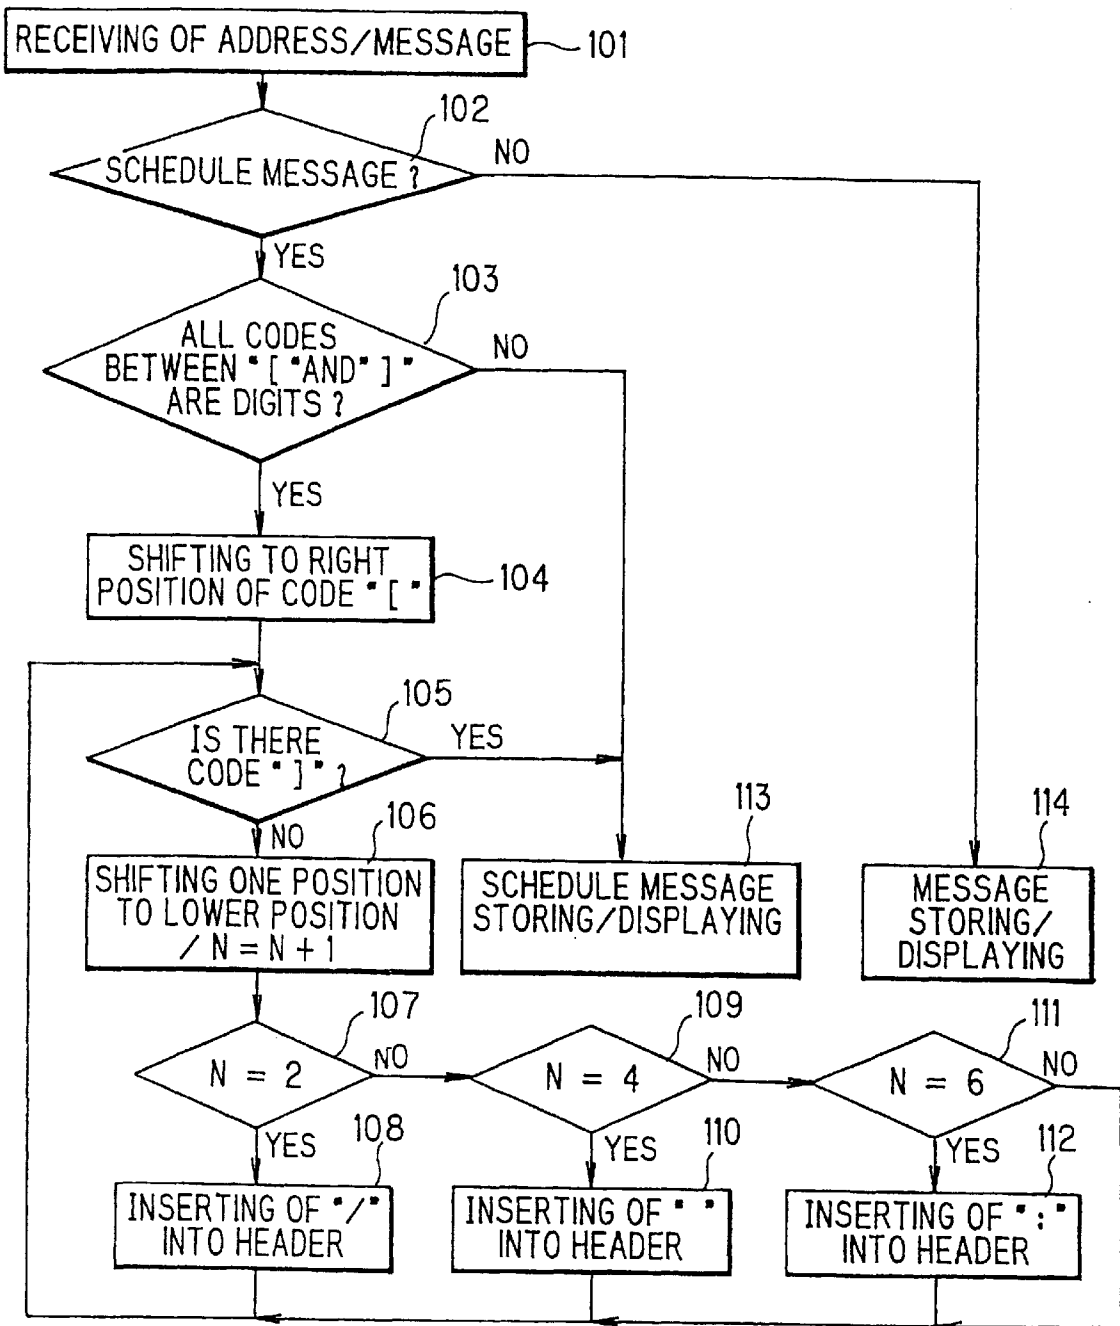 RECEIVING OF ADDRESS/MESSAGE
101
102
SCHEDULE MESSAGE ?
NO
YES
103
ALL CODES
BETWEEN "[ "AND" ]"
ARE DIGITS ?
NO
YES
SHIFTING TO RIGHT
POSITION OF CODE "[ "
104
105
IS THERE
CODE "]" ?
YES
NO
106
SHIFTING ONE POSITION
TO LOWER POSITION
/ N = N + 1
113
SCHEDULE MESSAGE
STORING/DISPLAYING
114
MESSAGE
STORING/
DISPLAYING
107
N = 2
NO
109
N = 4
NO
111
N = 6
NO
YES
108
YES
110
YES
112
INSERTING OF "/"
INTO HEADER
INSERTING OF " "
INTO HEADER
INSERTING OF ":"
INTO HEADER